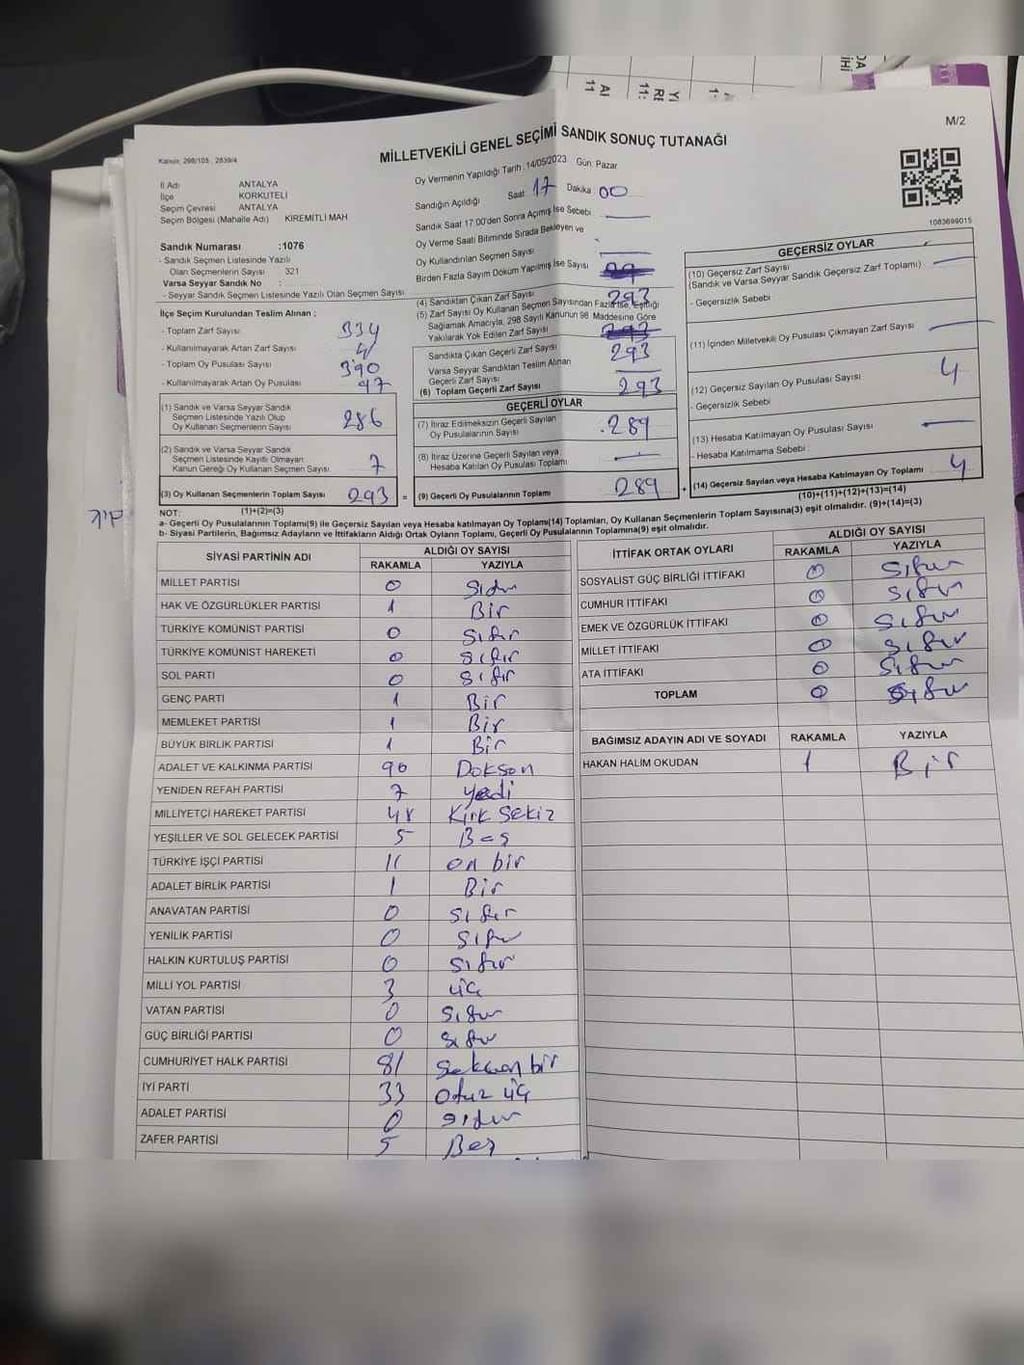 M/2
Kanun: 298/105 , 2839/4
MİLLETVEKİLİ GENEL SEÇİMİ SANDIK SONUÇ TUTANAĞI
Oy Vermenin Yapıldığı Tarih : 14/05/2023 Gün: Pazar
İl Adı ANTALYA
İlçe KORKUTELİ
Seçim Çevresi ANTALYA
Seçim Bölgesi (Mahalle Adı) KİREMİTLİ MAH
Sandığın Açıldığı Saat 17 Dakika 00
Sandık Saat 17:00'den Sonra Açılmış İse Sebebi
Oy Verme Saati Bitiminde Sırada Bekleyen ve
Oy Kullandırılan Seçmen Sayısı
Birden Fazla Sayım Döküm Yapılmış İse Sayısı
1083699015
Sandık Numarası :1076
- Sandık Seçmen Listesinde Yazılı
Olan Seçmenlerin Sayısı 321
Varsa Seyyar Sandık No :
- Seyyar Sandık Seçmen Listesinde Yazılı Olan Seçmen Sayısı
İlçe Seçim Kurulundan Teslim Alınan ;
- Toplam Zarf Sayısı 334
- Kullanılmayarak Artan Zarf Sayısı
- Toplam Oy Pusulası Sayısı 390
- Kullanılmayarak Artan Oy Pusulası 97
(1) Sandık ve Varsa Seyyar Sandık
Seçmen Listesinde Yazılı Olup
Oy Kullanan Seçmenlerin Sayısı 286
(2) Sandık ve Varsa Seyyar Sandık
Seçmen Listesinde Kayıtlı Olmayan
Kanun Gereği Oy Kullanan Seçmen Sayısı. 7
(3) Oy Kullanan Seçmenlerin Toplam Sayısı 293 =
(1)+(2)=(3)
(4) Sandıktan Çıkan Zarf Sayısı 293
(5) Zarf Sayısı Oy Kullanan Seçmen Sayısından Fazla İse, Eşitliği
Sağlamak Amacıyla, 298 Sayılı Kanunun 98. Maddesine Göre
Yakılarak Yok Edilen Zarf Sayısı
Sandıkta Çıkan Geçerli Zarf Sayısı 293
Varsa Seyyar Sandıktan Teslim Alınan
Geçerli Zarf Sayısı
(6) Toplam Geçerli Zarf Sayısı 293
GEÇERLİ OYLAR
(7) İtiraz Edilmeksizin Geçerli Sayılan
Oy Pusulalarının Sayısı 289
(8) İtiraz Üzerine Geçerli Sayılan veya
Hesaba Katılan Oy Pusulası Toplamı
(9) Geçerli Oy Pusulalarının Toplamı 289 +
GEÇERSİZ OYLAR
(10) Geçersiz Zarf Sayısı
(Sandık ve Varsa Seyyar Sandık Geçersiz Zarf Toplamı)
- Geçersizlik Sebebi
(11) İçinden Milletvekili Oy Pusulası Çıkmayan Zarf Sayısı
(12) Geçersiz Sayılan Oy Pusulası Sayısı 4
- Geçersizlik Sebebi
(13) Hesaba Katılmayan Oy Pusulası Sayısı
- Hesaba Katılmama Sebebi
(14) Geçersiz Sayılan veya Hesaba Katılmayan Oy Toplamı 4
(10)+(11)+(12)+(13)=(14)
NOT:
a- Geçerli Oy Pusulalarının Toplamı(9) ile Geçersiz Sayılan veya Hesaba katılmayan Oy Toplamı(14) Toplamları, Oy Kullanan Seçmenlerin Toplam Sayısına(3) eşit olmalıdır. (9)+(14)=(3)
b- Siyasi Partilerin, Bağımsız Adayların ve İttifakların Aldığı Ortak Oyların Toplamı, Geçerli Oy Pusulalarının Toplamına(9) eşit olmalıdır.
SİYASİ PARTİNİN ADI ALDIĞI OY SAYISI
RAKAMLA YAZIYLA
MİLLET PARTİSİ 0 Sıfır
HAK VE ÖZGÜRLÜKLER PARTİSİ 1 Bir
TÜRKİYE KOMÜNİST PARTİSİ 0 Sıfır
TÜRKİYE KOMÜNİST HAREKETİ 0 Sıfır
SOL PARTİ 0 Sıfır
GENÇ PARTİ 1 Bir
MEMLEKET PARTİSİ 1 Bir
BÜYÜK BİRLİK PARTİSİ 1 Bir
ADALET VE KALKINMA PARTİSİ 90 Doksan
YENİDEN REFAH PARTİSİ 7 yedi
MİLLİYETÇİ HAREKET PARTİSİ 48 Kırk Sekiz
YEŞİLLER VE SOL GELECEK PARTİSİ 5 Beş
TÜRKİYE İŞÇİ PARTİSİ 11 on bir
ADALET BİRLİK PARTİSİ 1 Bir
ANAVATAN PARTİSİ 0 Sıfır
YENİLİK PARTİSİ 0 Sıfır
HALKIN KURTULUŞ PARTİSİ 0 Sıfır
MİLLİ YOL PARTİSİ 3 üç
VATAN PARTİSİ 0 Sıfır
GÜÇ BİRLİĞİ PARTİSİ 0 Sıfır
CUMHURİYET HALK PARTİSİ 81 Seksen bir
İYİ PARTİ 33 Otuz üç
ADALET PARTİSİ 0 Sıfır
ZAFER PARTİSİ 5 Beş
İTTİFAK ORTAK OYLARI ALDIĞI OY SAYISI
RAKAMLA YAZIYLA
SOSYALİST GÜÇ BİRLİĞİ İTTİFAKI 0 Sıfır
CUMHUR İTTİFAKI 0 Sıfır
EMEK VE ÖZGÜRLÜK İTTİFAKI 0 Sıfır
MİLLET İTTİFAKI 0 Sıfır
ATA İTTİFAKI 0 Sıfır
TOPLAM 0 Sıfır
BAĞIMSIZ ADAYIN ADI VE SOYADI RAKAMLA YAZIYLA
HAKAN HALİM OKUDAN 1 Bir